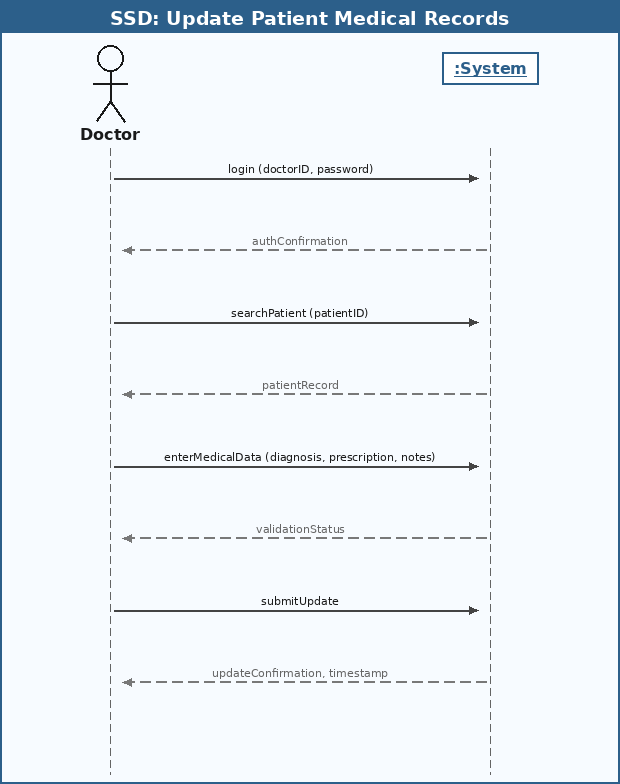 SSD: Update Patient Medical Records
:System
Doctor
login (doctorID, password)
authConfirmation
searchPatient (patientID)
patientRecord
enterMedicalData (diagnosis, prescription, notes)
validationStatus
submitUpdate
updateConfirmation, timestamp